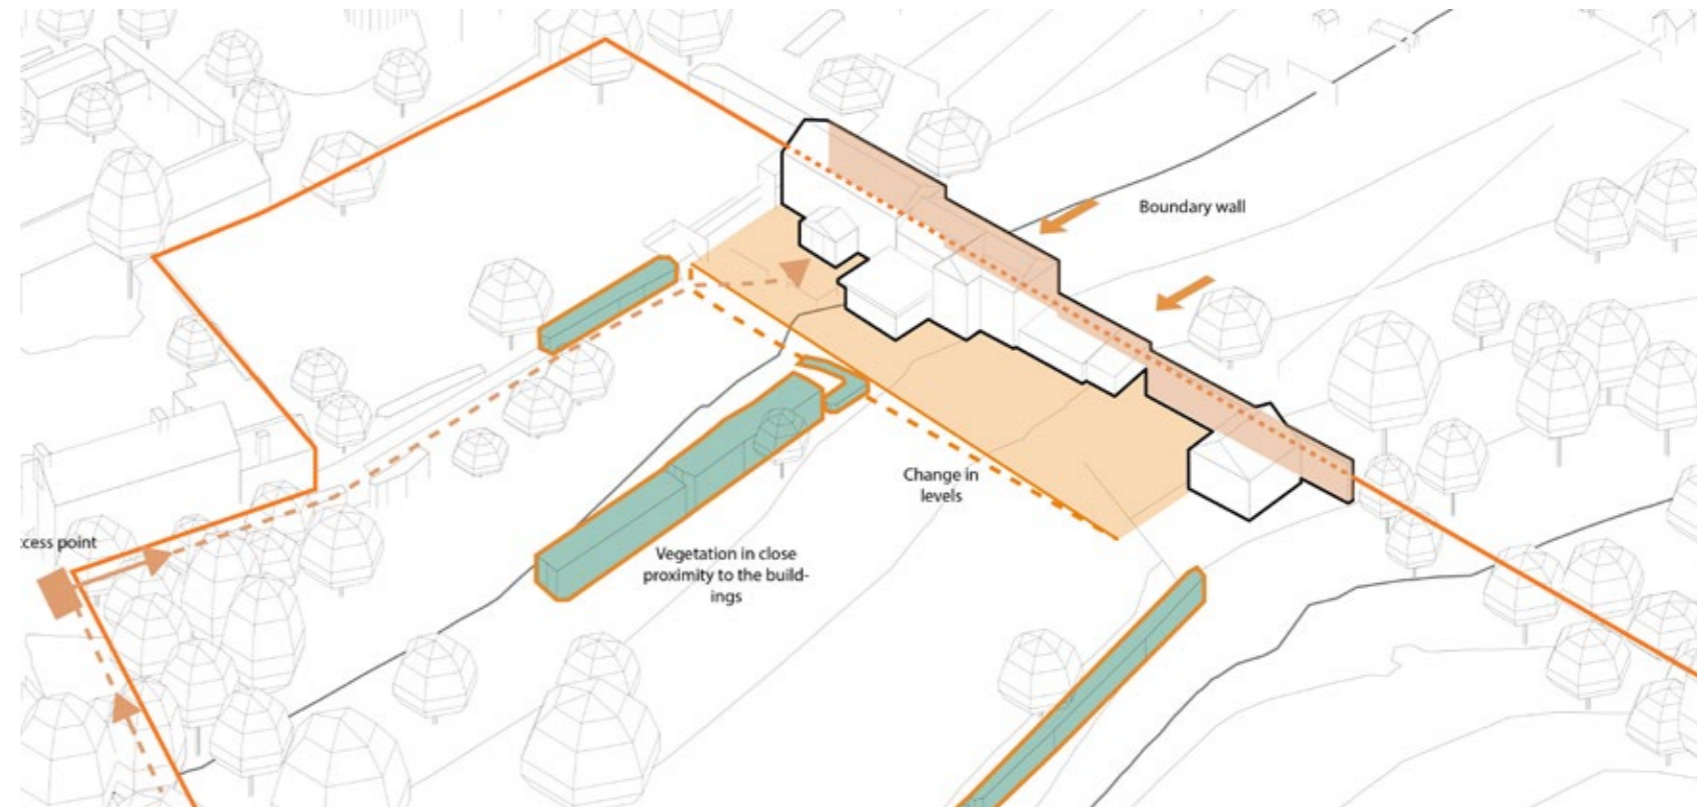 Boundary wall
Change in
levels
ccess point
Vegetation in close
proximity to the build-
ings